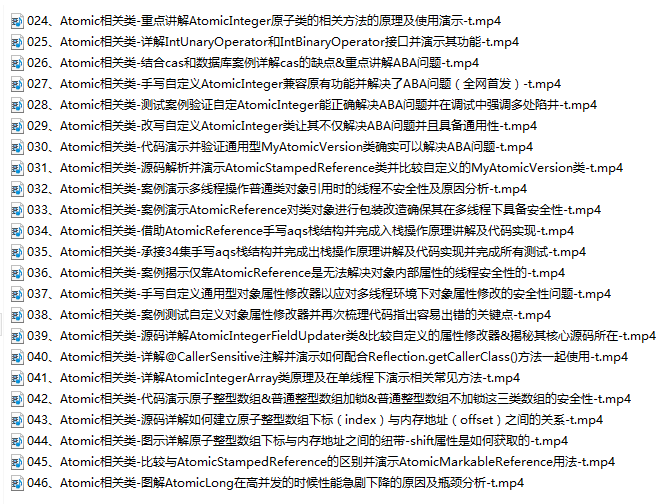 024、Atomic相关类-重点讲解AtomicInteger原子类的相关方法的原理及使用演示-t.mp4
025、Atomic相关类-详解IntUnaryOperator和IntBinaryOperator接口并演示其功能-t.mp4
026、Atomic相关类-结合cas和数据库案例详解cas的缺点&重点讲解ABA问题-t.mp4
027、Atomic相关类-手写自定义AtomicInteger兼容原有功能并解决了ABA问题（全网首发）-t.mp4
028、Atomic相关类-测试案例验证自定AtomicInteger能正确解决ABA问题并在调试中强调多处陷井-t.mp4
029、Atomic相关类-改写自定义AtomicInteger类让其不仅解决ABA问题并且具备通用性-t.mp4
030、Atomic相关类-代码演示并验证通用型MyAtomicVersion类确实可以解决ABA问题-t.mp4
031、Atomic相关类-源码解析并演示AtomicStampedReference类并比较自定义的MyAtomicVersion类-t.mp4
032、Atomic相关类-案例演示多线程操作普通类对象引用时的线程不安全性及原因分析-t.mp4
033、Atomic相关类-案例演示AtomicReference对类对象进行包装改造确保其在多线程下具备安全性-t.mp4
034、Atomic相关类-借助AtomicReference手写aqs栈结构并完成入栈操作原理讲解及代码实现-t.mp4
035、Atomic相关类-承接34集手写aqs栈结构并完成出栈操作原理讲解及代码实现并完成所有测试-t.mp4
036、Atomic相关类-案例揭示仅靠AtomicReference是无法解决对象内部属性的线程安全性的-t.mp4
037、Atomic相关类-手写自定义通用型对象属性修改器以应对多线程环境下对象属性修改的安全性问题-t.mp4
038、Atomic相关类-案例测试自定义对象属性修改器并再次梳理代码指出容易出错的关键点-t.mp4
039、Atomic相关类-源码详解AtomicIntegerFieldUpdater类&比较自定义的属性修改器&揭秘其核心源码所在-t.mp4
040、Atomic相关类-详解@CallerSensitive注解并演示如何配合Reflection.getCallerClass()方法一起使用-t.mp4
041、Atomic相关类-详解AtomicIntegerArray类原理及在单线程下演示相关常见方法-t.mp4
042、Atomic相关类-代码演示原子整型数组&普通整型数组加锁&普通整型数组不加锁这三类数组的安全性-t.mp4
043、Atomic相关类-源码详解如何建立原子整型数组下标（index）与内存地址（offset）之间的关系-t.mp4
044、Atomic相关类-图示详解原子整型数组下标与内存地址之间的纽带-shift属性是如何获取的-t.mp4
045、Atomic相关类-比较与AtomicStampedReference的区别并演示AtomicMarkableReference用法-t.mp4
046、Atomic相关类-图解AtomicLong在高并发的时候性能急剧下降的原因及瓶颈分析-t.mp4